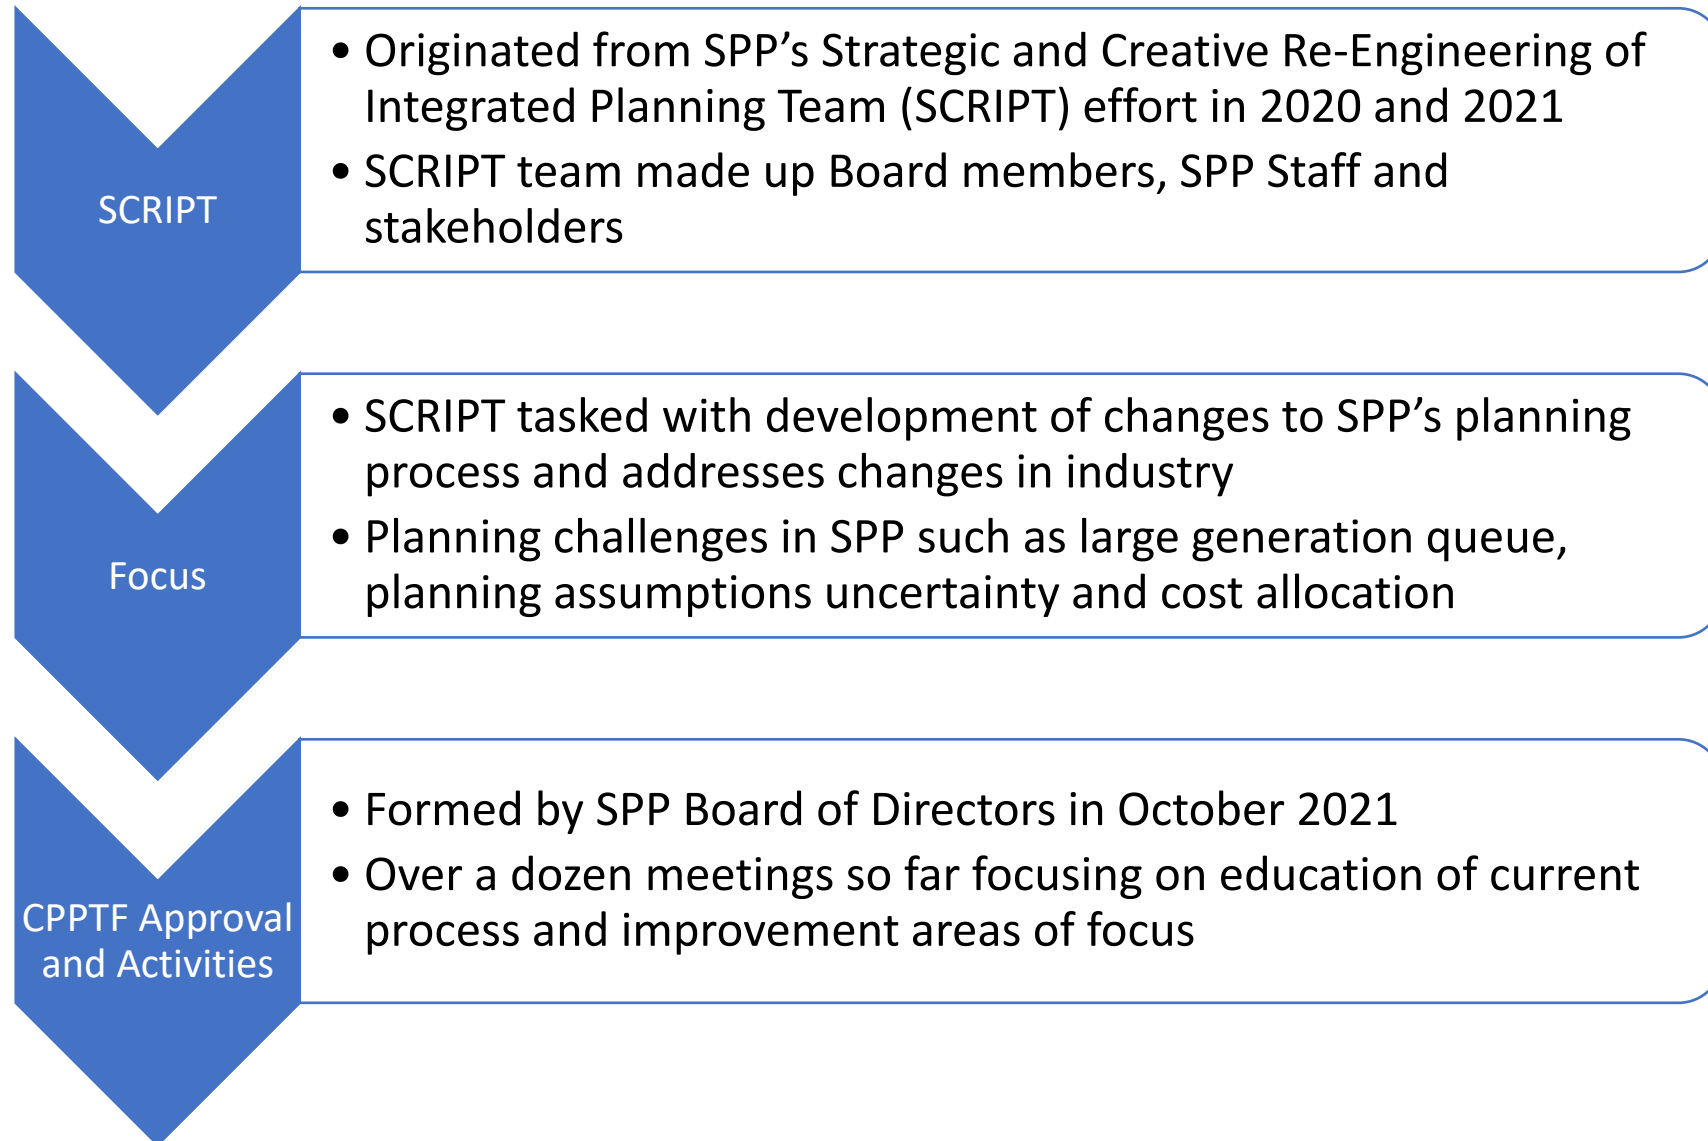 SCRIPT
• Originated from SPP’s Strategic and Creative Re-Engineering of
Integrated Planning Team (SCRIPT) effort in 2020 and 2021
• SCRIPT team made up Board members, SPP Staff and
stakeholders
Focus
• SCRIPT tasked with development of changes to SPP’s planning
process and addresses changes in industry
• Planning challenges in SPP such as large generation queue,
planning assumptions uncertainty and cost allocation
CPPTF Approval
and Activities
• Formed by SPP Board of Directors in October 2021
• Over a dozen meetings so far focusing on education of current
process and improvement areas of focus